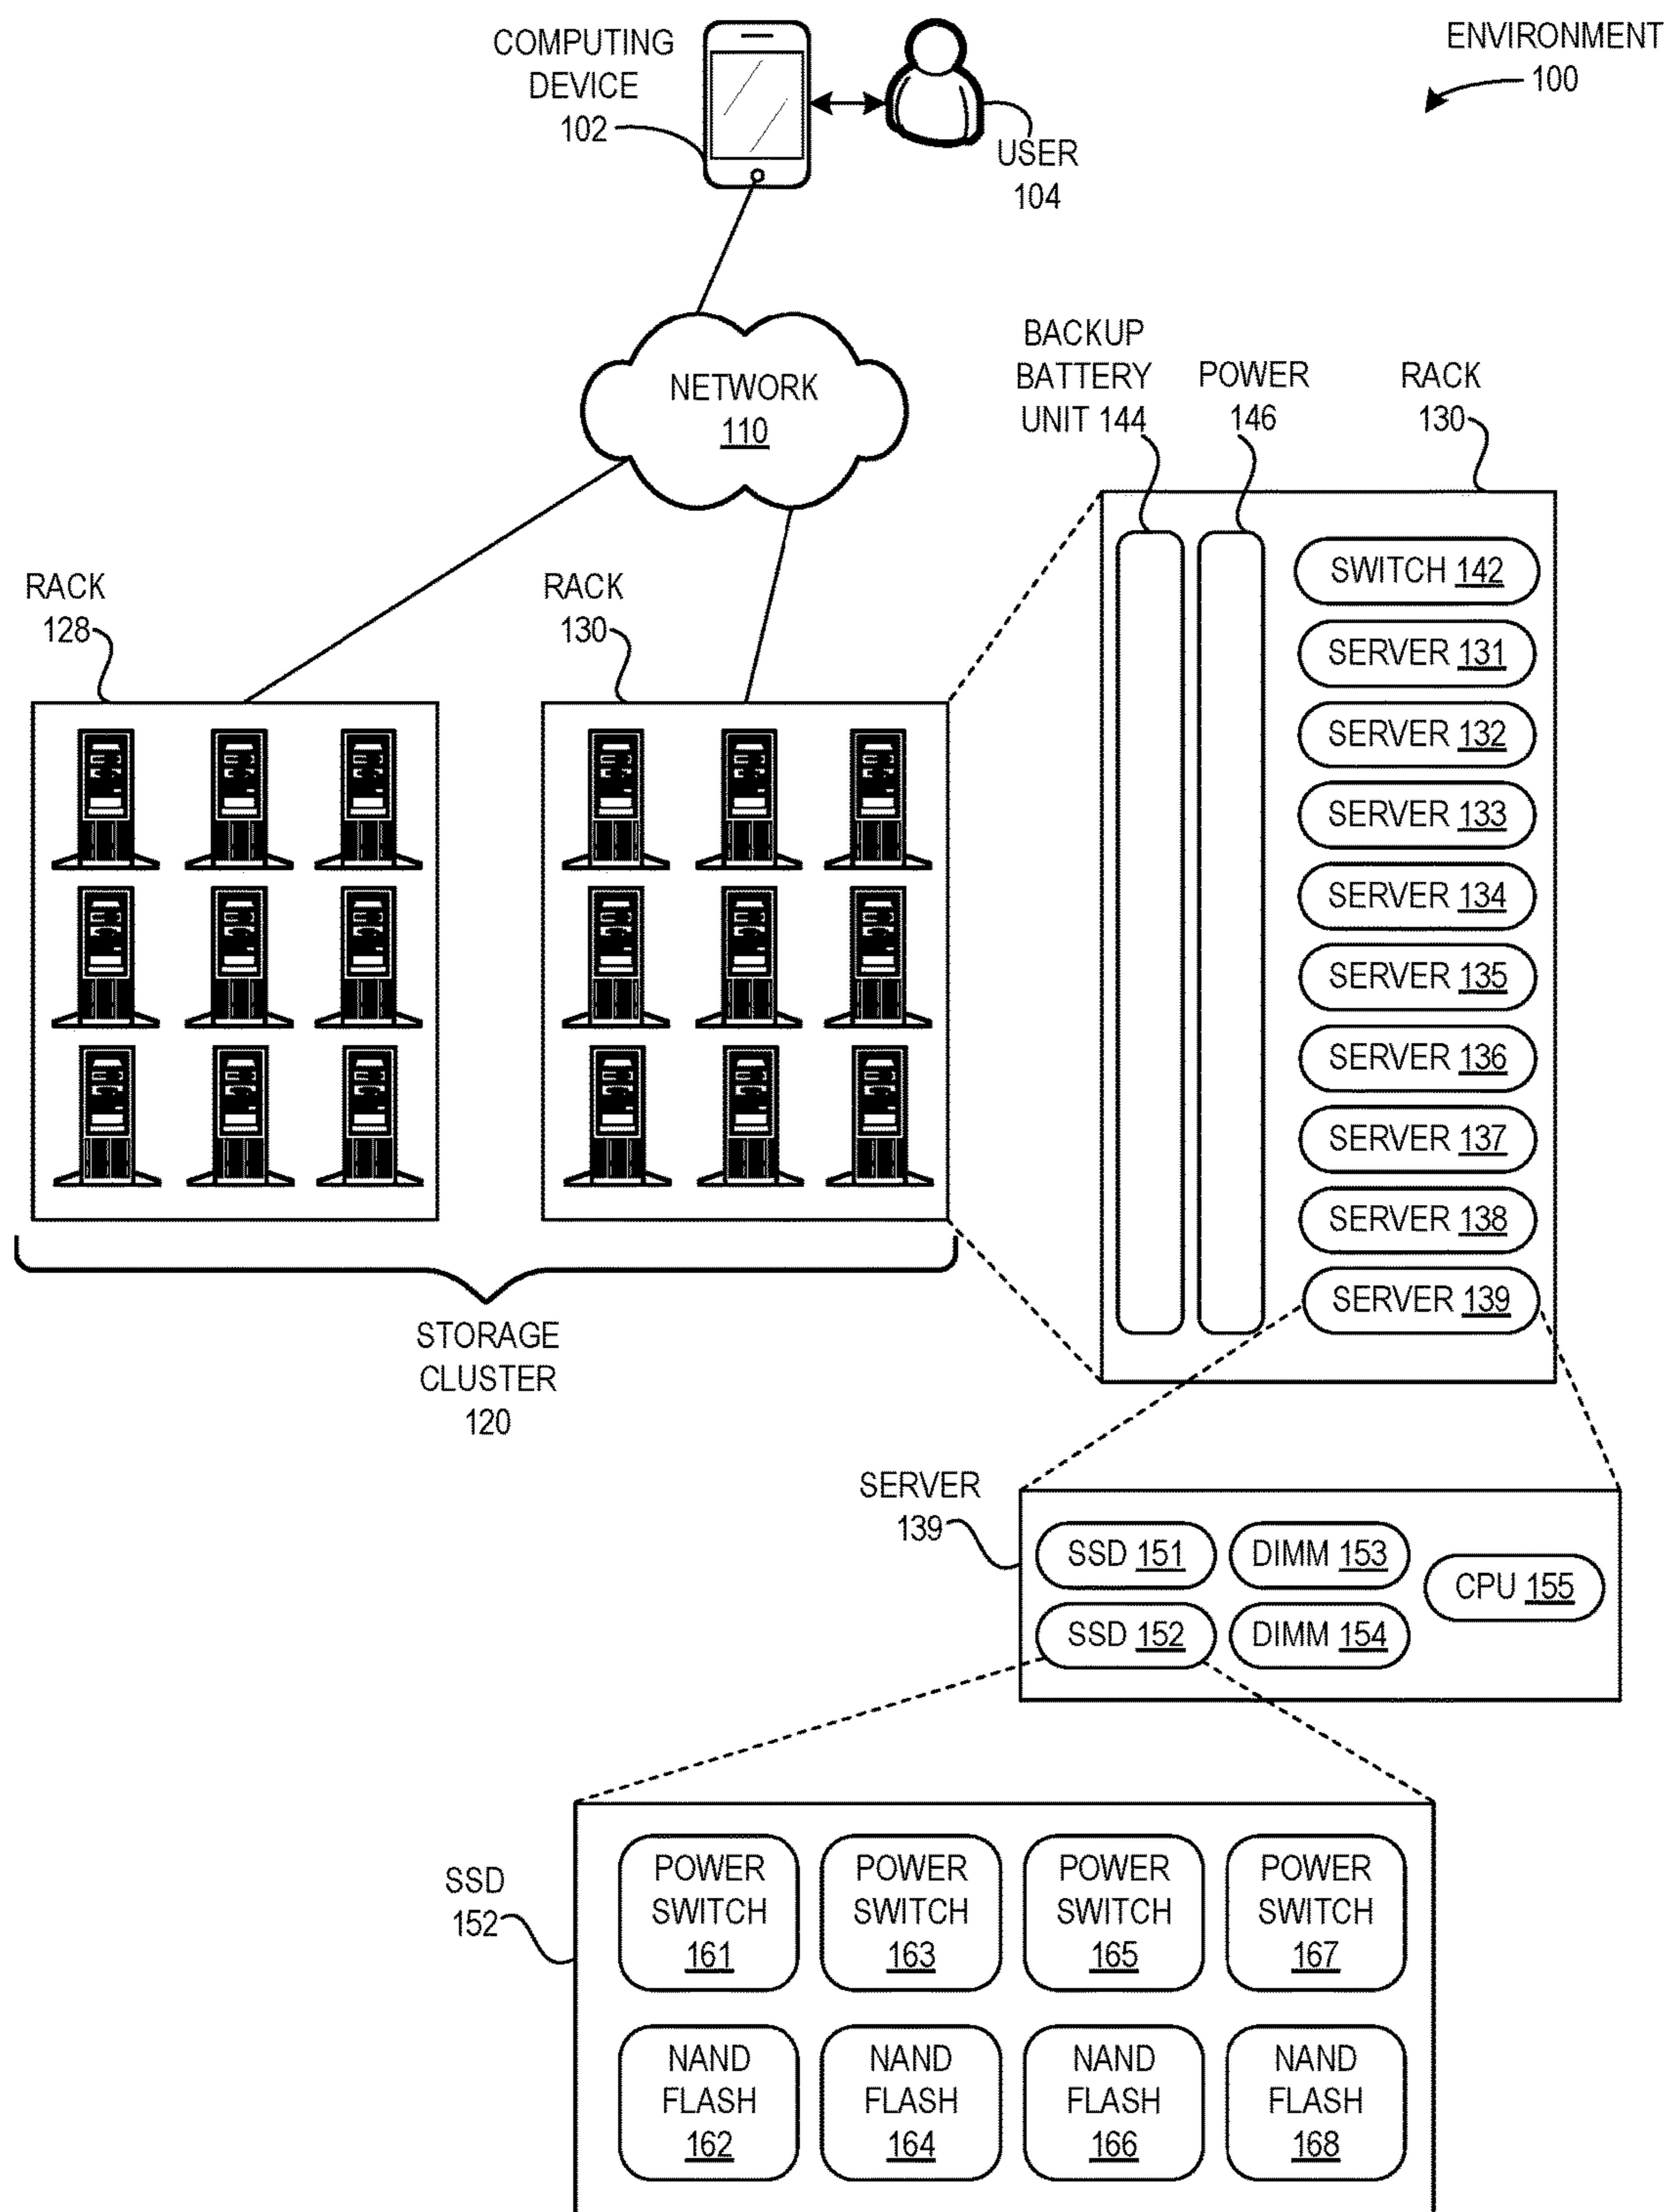 COMPUTING
DEVICE
102
USER
104
ENVIRONMENT
100
NETWORK
110
BACKUP
BATTERY
UNIT 144
POWER
146
RACK
130
RACK
128
RACK
130
SWITCH 142
SERVER 131
SERVER 132
SERVER 133
SERVER 134
SERVER 135
SERVER 136
SERVER 137
SERVER 138
SERVER 139
STORAGE
CLUSTER
120
SERVER
139
SSD 151
DIMM 153
CPU 155
SSD 152
DIMM 154
SSD
152
POWER
SWITCH
161
POWER
SWITCH
163
POWER
SWITCH
165
POWER
SWITCH
167
NAND
FLASH
162
NAND
FLASH
164
NAND
FLASH
166
NAND
FLASH
168